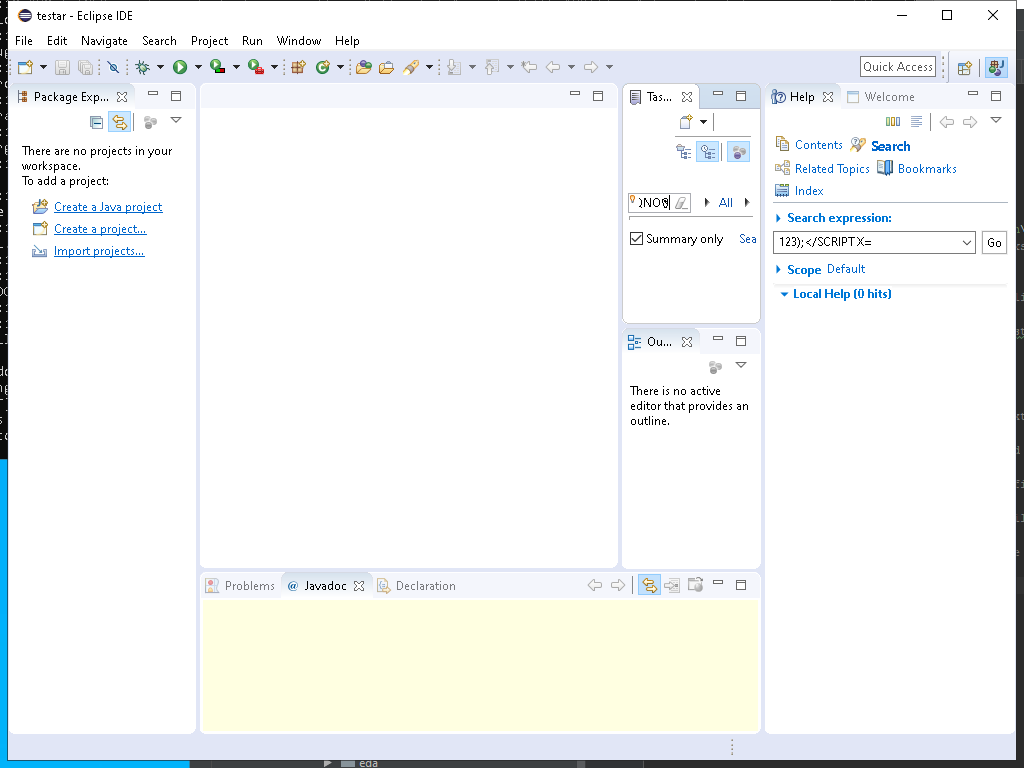 testar - Eclipse IDE
File Edit Navigate Search Project Run Window Help
Quick Access
Package Exp...
There are no projects in your
workspace.
To add a project:
Create a Java project
Create a project...
Import projects...
Tas...
All
Summary only Sea
Ou...
There is no active
editor that provides an
outline.
Help Welcome
Contents Search
Related Topics Bookmarks
Index
Search expression:
123);</SCRIPTX=
Go
Scope Default
Local Help (0 hits)
Problems @ Javadoc Declaration
eda